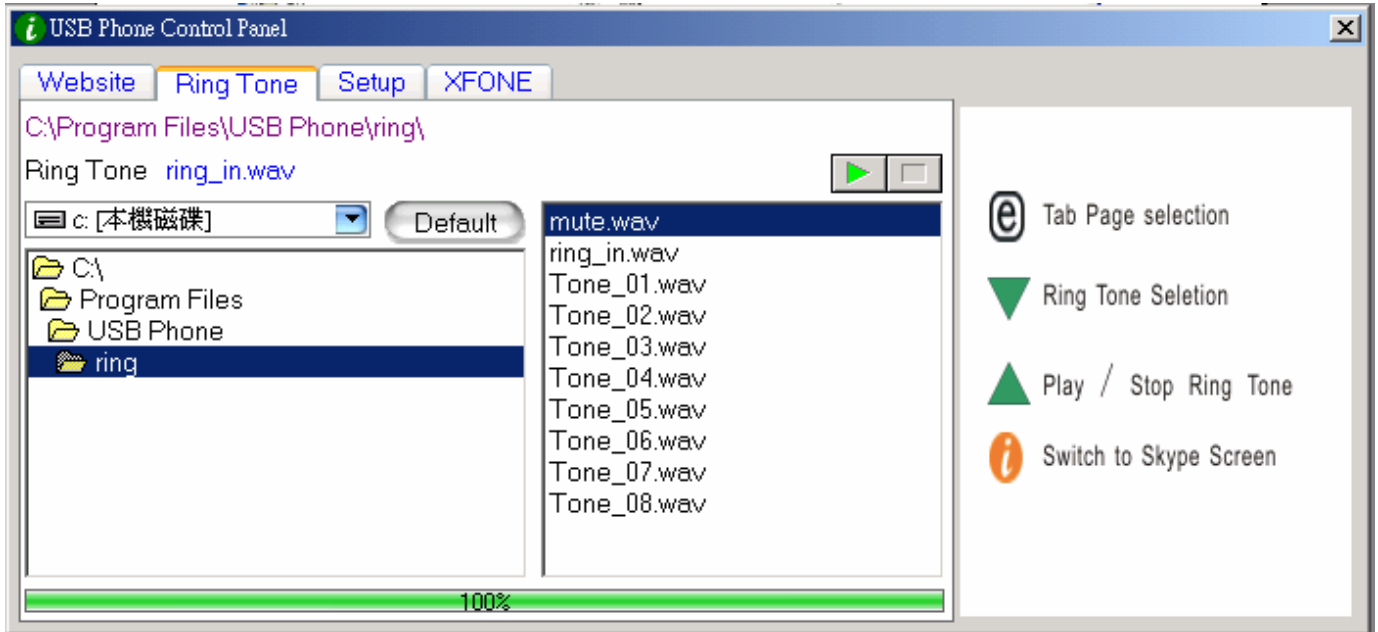 USB Phone Control Panel
Website Ring Tone Setup XFONE
C:\Program Files\USB Phone\ring\
Ring Tone ring_in.wav
c: [本機磁碟] Default
C:\
Program Files
USB Phone
ring
mute.wav
ring_in.wav
Tone_01.wav
Tone_02.wav
Tone_03.wav
Tone_04.wav
Tone_05.wav
Tone_06.wav
Tone_07.wav
Tone_08.wav
100%
e Tab Page selection
Ring Tone Seletion
Play / Stop Ring Tone
i Switch to Skype Screen